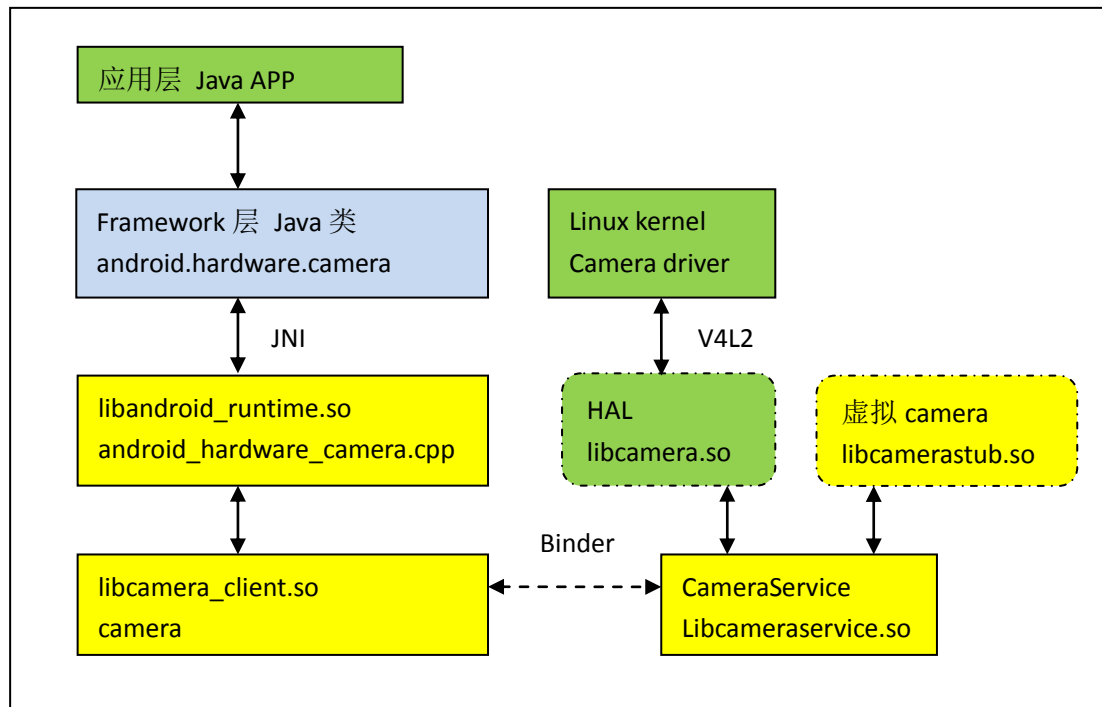 应用层 Java APP
Framework 层 Java 类
android.hardware.camera
Linux kernel
Camera driver
JNI
V4L2
libandroid_runtime.so
android_hardware_camera.cpp
HAL
libcamera.so
虚拟 camera
libcamerastub.so
Binder
libcamera_client.so
camera
CameraService
Libcameraservice.so